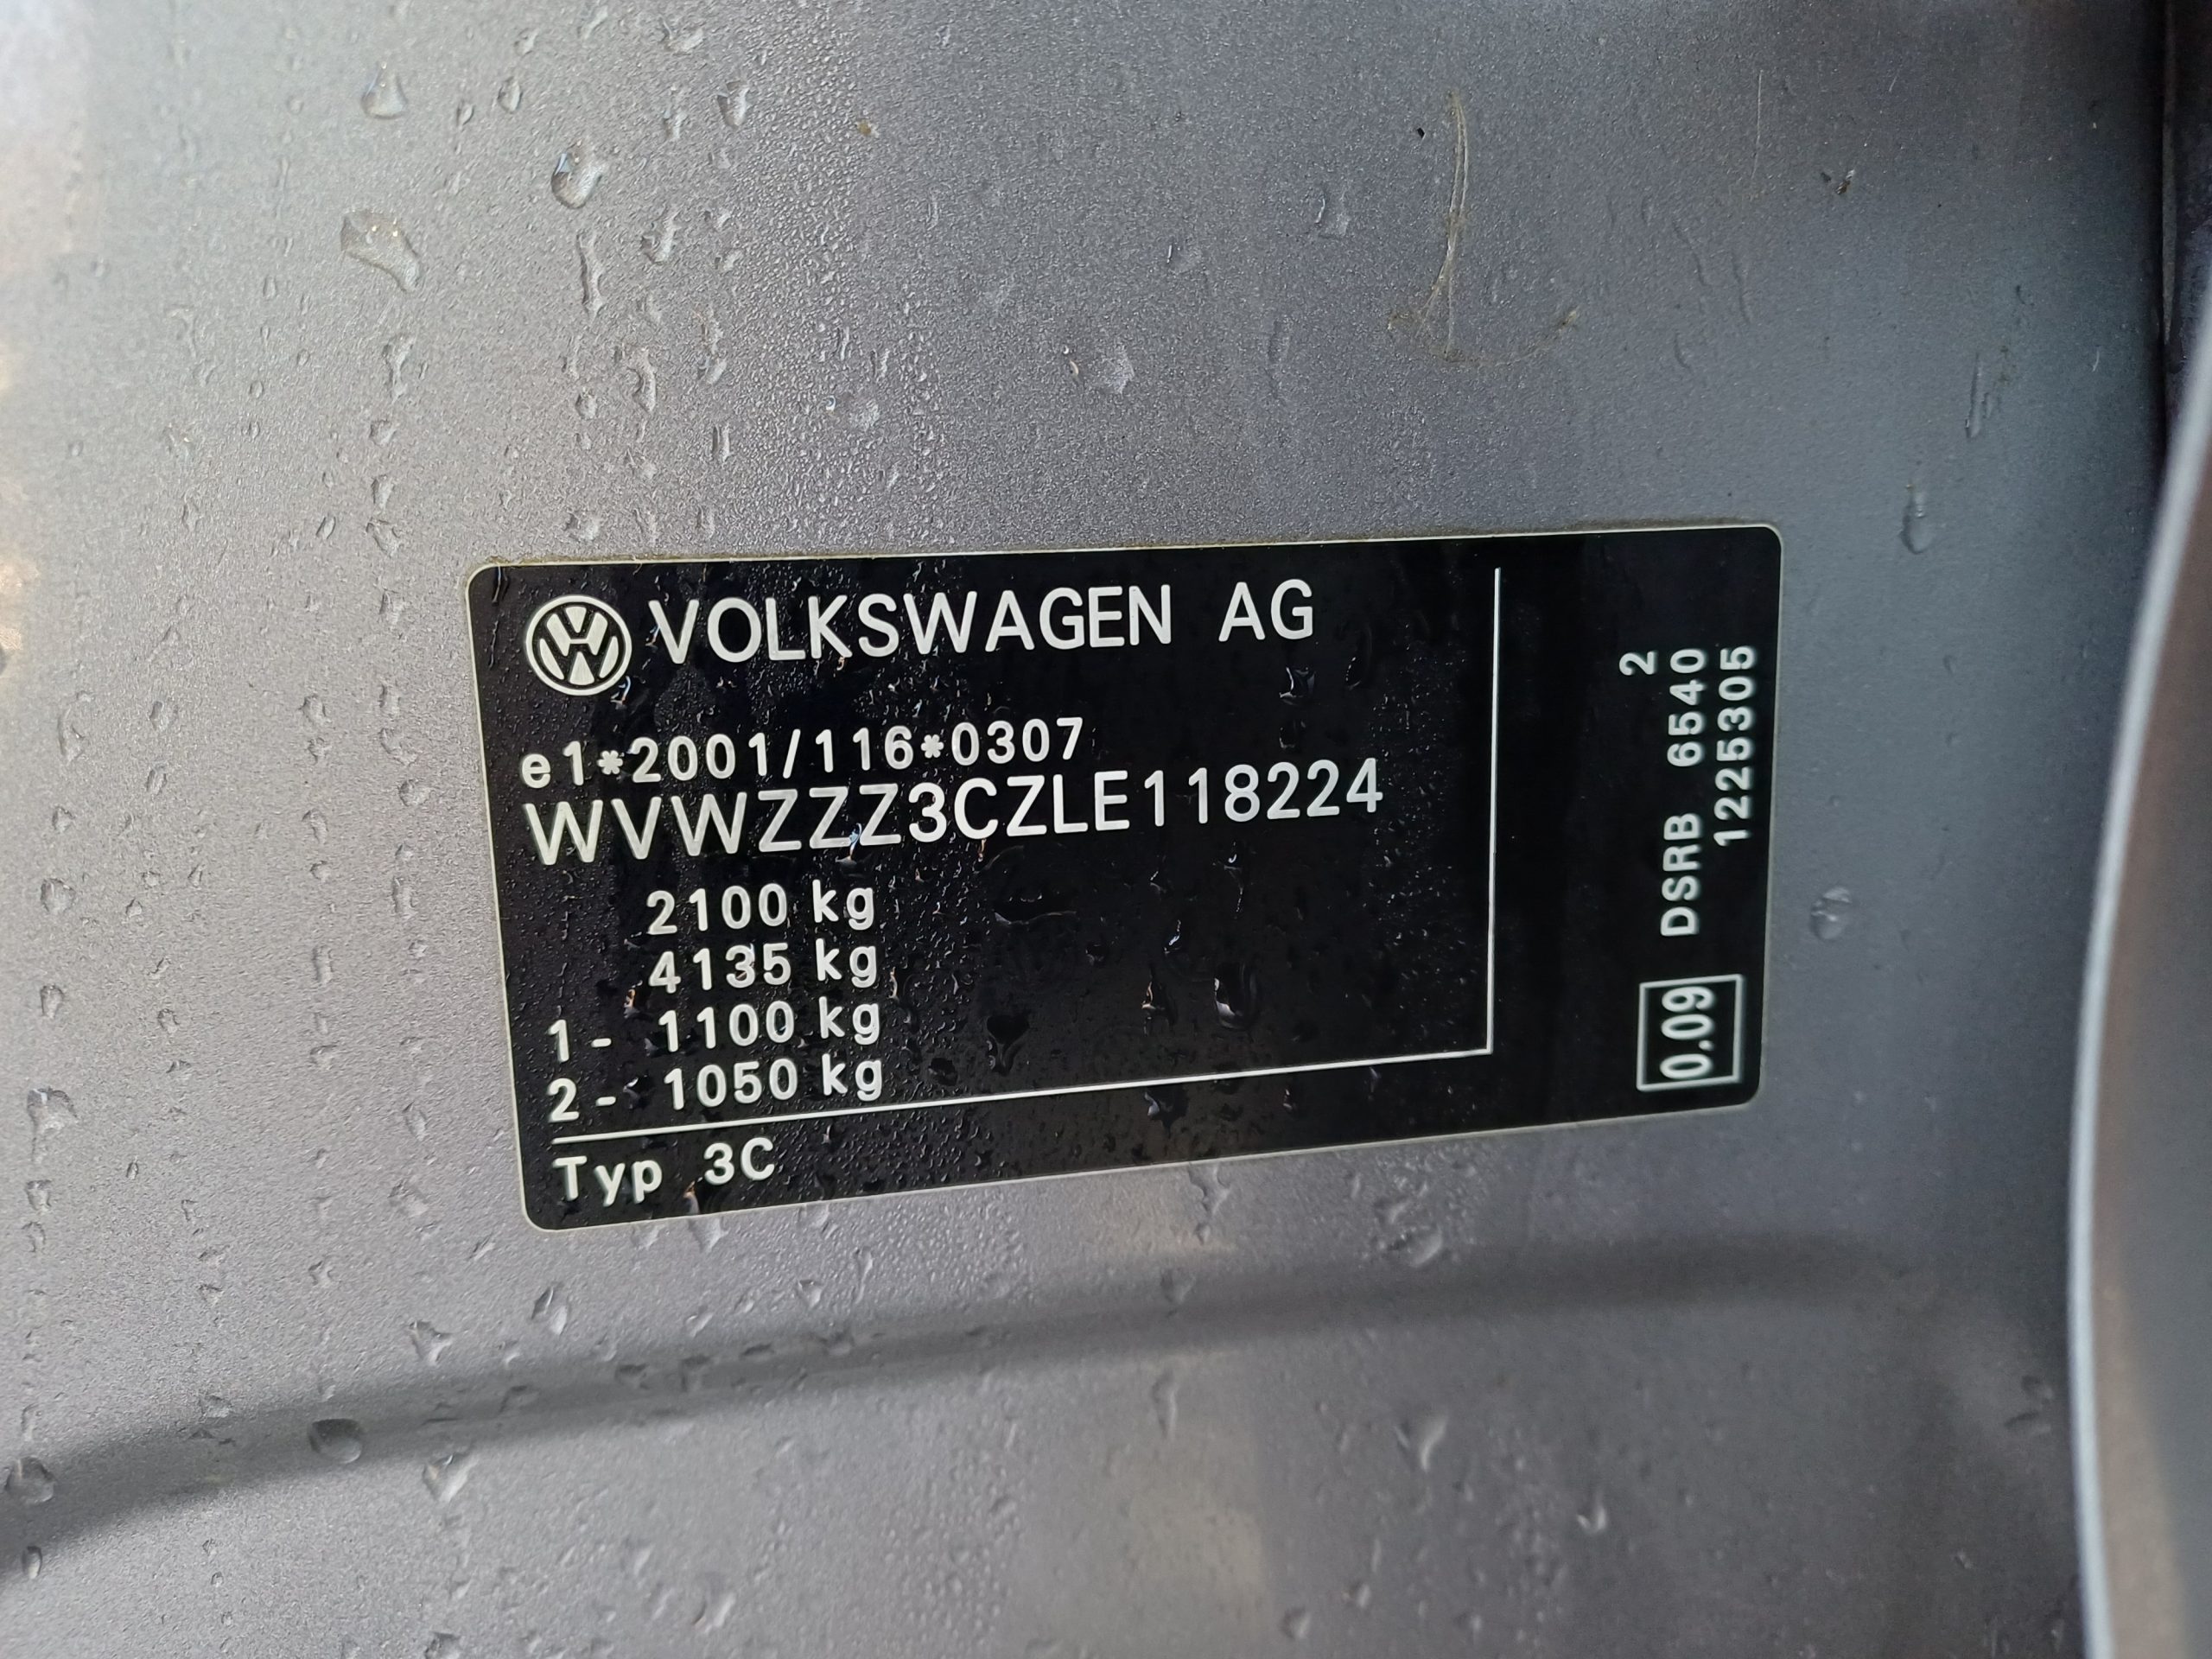 VOLKSWAGEN AG
e1*2001/116*0307
WVWZZZ3CZLE118224
2100 kg
4135 kg
1- 1100 kg
2- 1050 kg
Typ 3C
2
DSRB 6540
1225305
0.09